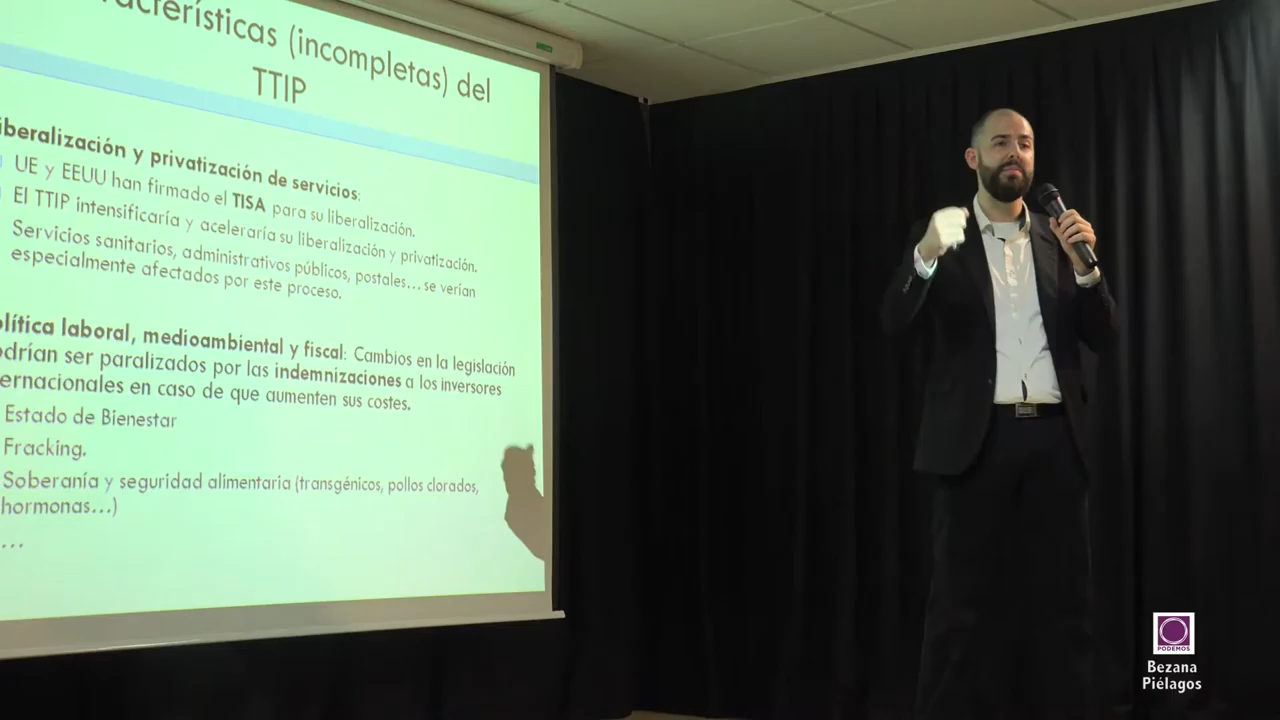 racterísticas (incompletas) del
TTIP
iberalización y privatización de servicios:
UE y EEUU han firmado el TISA para su liberalización.
El TTIP intensificaría y aceleraría su liberalización y privatización.
Servicios sanitarios, administrativos públicos, postales... se verían
especialmente afectados por este proceso.
olítica laboral, medioambiental y fiscal: Cambios en la legislación
odrían ser paralizados por las indemnizaciones a los inversores
ernacionales en caso de que aumenten sus costes.
Estado de Bienestar
Fracking.
Soberanía y seguridad alimentaria (transgénicos, pollos clorados,
hormonas...)
...
PODEMOS
Bezana
Piélagos